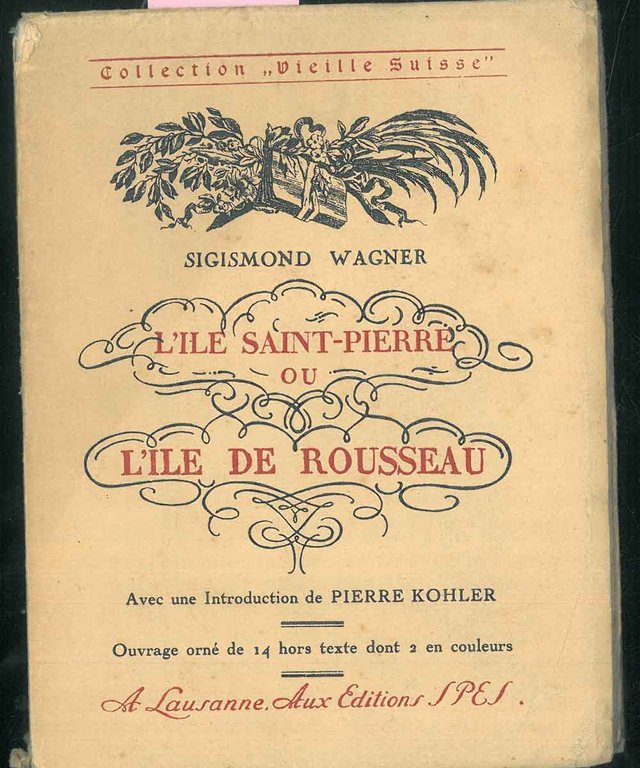 Collection „Vieille Suisse"
SIGISMOND WAGNER
L'ILE SAINT-PIERRE
OU
L'ILE DE ROUSSEAU
Avec une Introduction de PIERRE KOHLER
Ouvrage orné de 14 hors texte dont 2 en couleurs
A Lausanne. Aux Editions SPES.